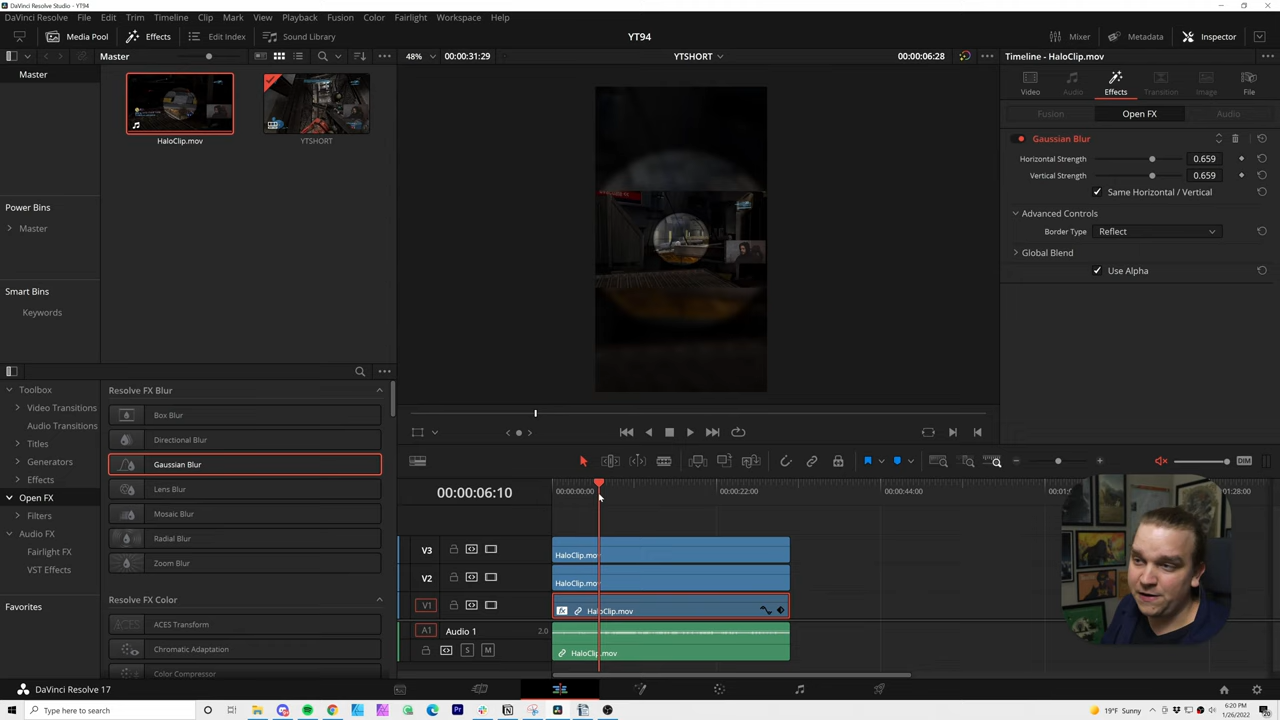 DaVinci Resolve Studio - YT94
DaVinci Resolve File Edit Trim Timeline Clip Mark View Playback Fusion Color Fairlight Workspace Help
Media Pool Effects Edit Index Sound Library YT94 Mixer Metadata Inspector
Master 48% 00:00:31:29 YTSHORT 00:00:06:28 Timeline - HaloClip.mov
Master
Video Audio Effects Transition Image File
Fusion Open FX Audio
HaloClip.mov YTSHORT
Gaussian Blur
Horizontal Strength 0.659
Vertical Strength 0.659
Same Horizontal / Vertical
Advanced Controls
Border Type Reflect
Global Blend
Use Alpha
Power Bins
Master
Smart Bins
Keywords
Toolbox
Video Transitions
Audio Transitions
Titles
Generators
Effects
Open FX
Filters
Audio FX
Fairlight FX
VST Effects
Favorites
Resolve FX Blur
Box Blur
Directional Blur
Gaussian Blur
Lens Blur
Mosaic Blur
Radial Blur
Zoom Blur
Resolve FX Color
ACES Transform
Chromatic Adaptation
Color Compressor
DIM
00:00:06:10 00:00:00:00 00:00:22:00 00:00:44:00 00:01:28:00
V3 HaloClip.mov
V2 HaloClip.mov
V1 HaloClip.mov
A1 Audio 1 2.0
S M HaloClip.mov
DaVinci Resolve 17
Type here to search
19°F Sunny
6:20 PM
1/26/2022